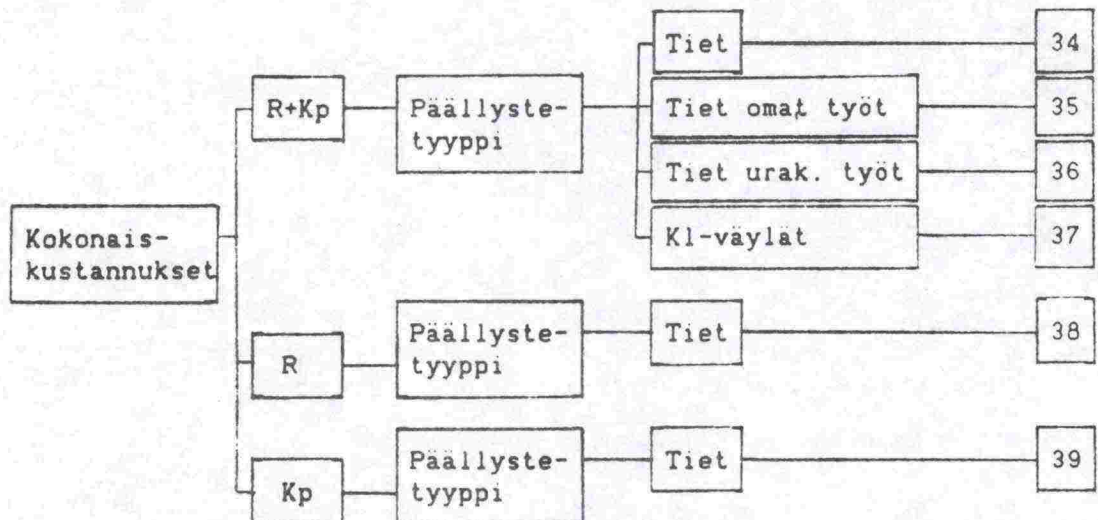 Tiet
34
R+Kp
Päällyste-
tyyppi
Tiet omat työt
35
Tiet urak. työt
36
Kl-väylät
37
Kokonais-
kustannukset
R
Päällyste-
tyyppi
Tiet
38
Kp
Päällyste-
tyyppi
Tiet
39